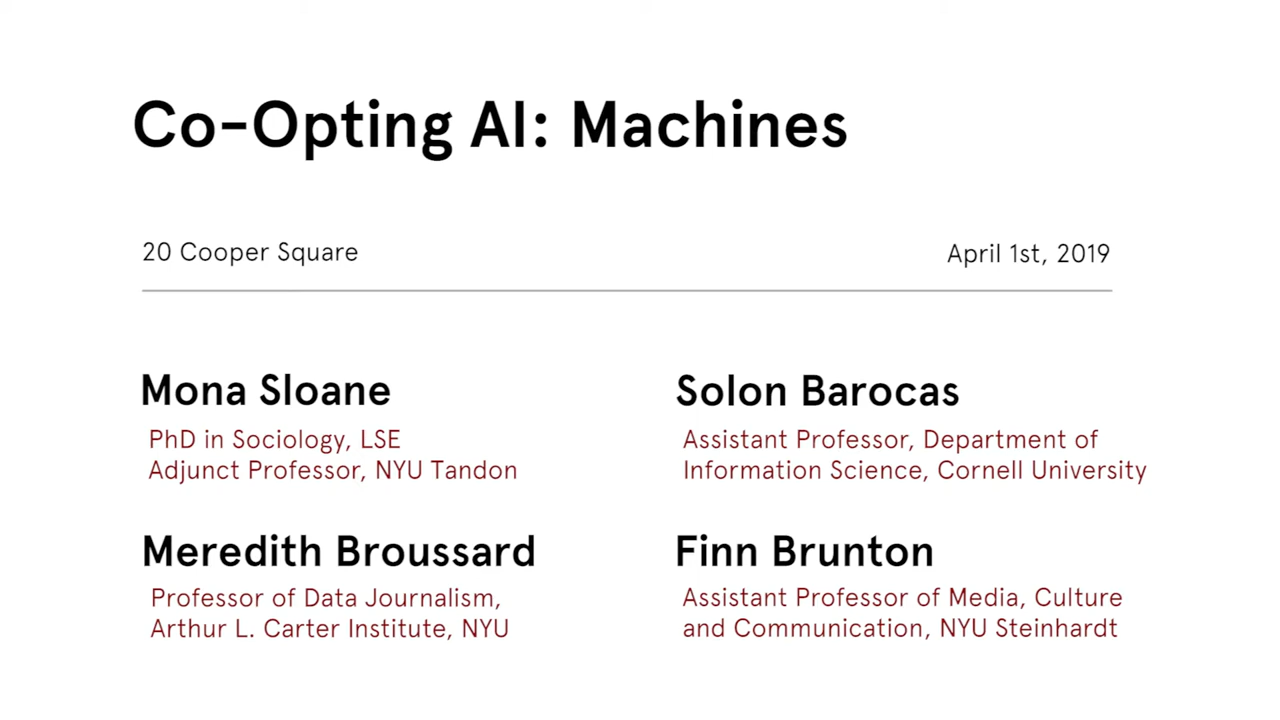 Co-Opting AI: Machines
20 Cooper Square
April 1st, 2019
Mona Sloane
PhD in Sociology, LSE
Adjunct Professor, NYU Tandon
Solon Barocas
Assistant Professor, Department of
Information Science, Cornell University
Meredith Broussard
Professor of Data Journalism,
Arthur L. Carter Institute, NYU
Finn Brunton
Assistant Professor of Media, Culture
and Communication, NYU Steinhardt